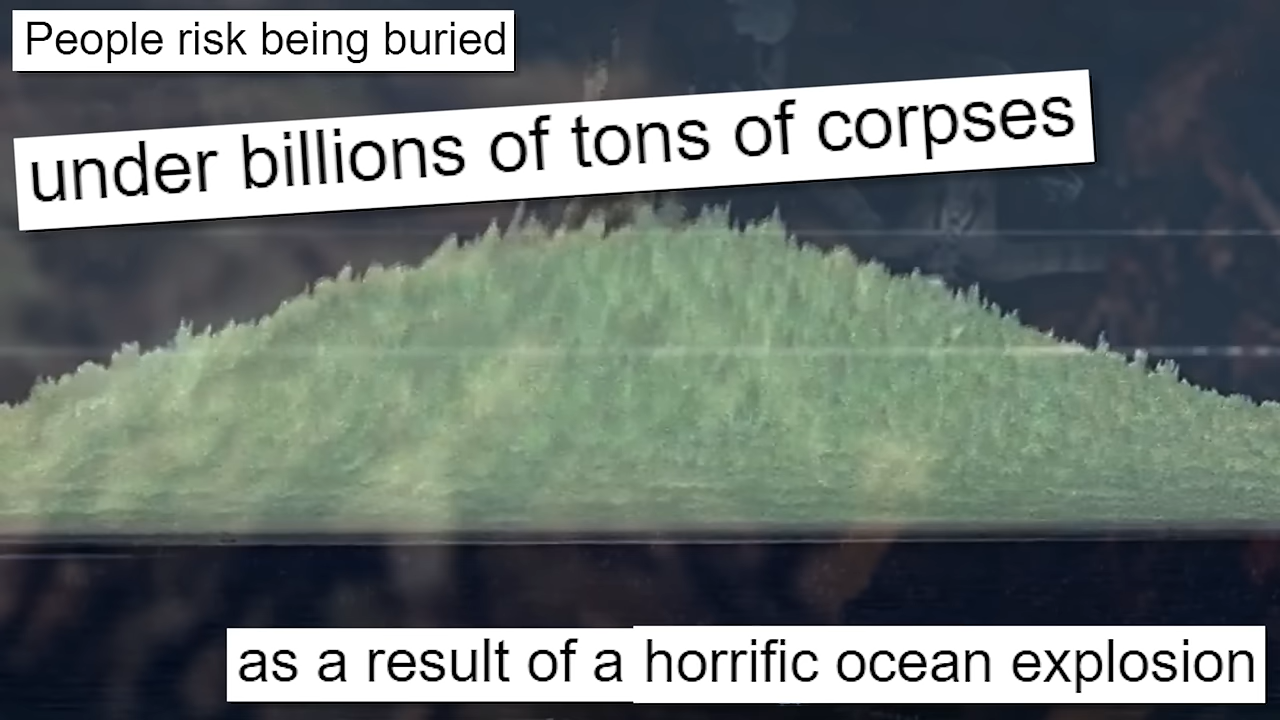 People risk being buried
under billions of tons of corpses
as a result of a horrific ocean explosion